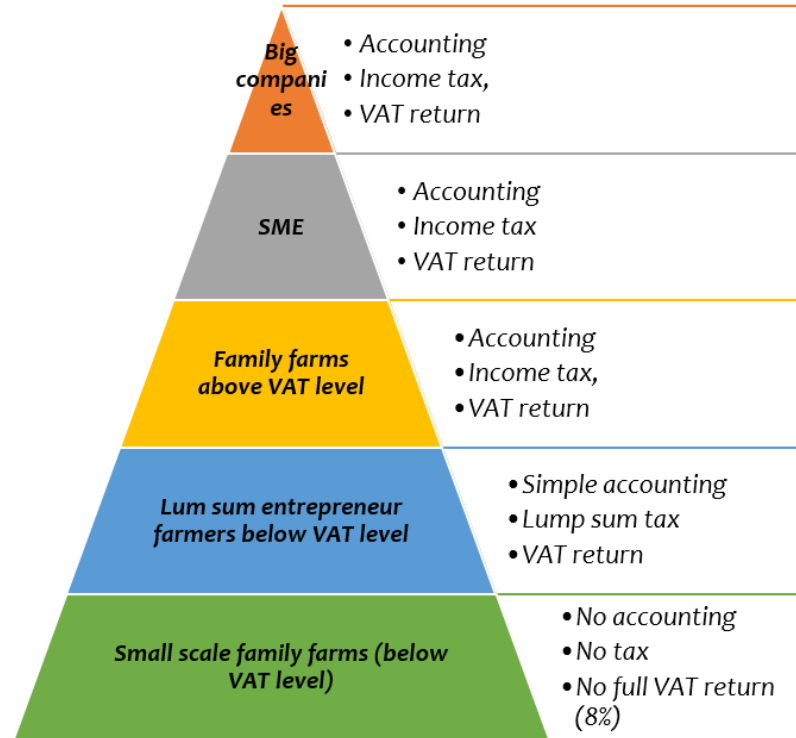 Big
compani
es
• Accounting
• Income tax,
• VAT return
SME
• Accounting
• Income tax
• VAT return
Family farms
above VAT level
• Accounting
• Income tax,
• VAT return
Lum sum entrepreneur
farmers below VAT level
• Simple accounting
• Lump sum tax
• VAT return
Small scale family farms (below
VAT level)
• No accounting
• No tax
• No full VAT return
(8%)